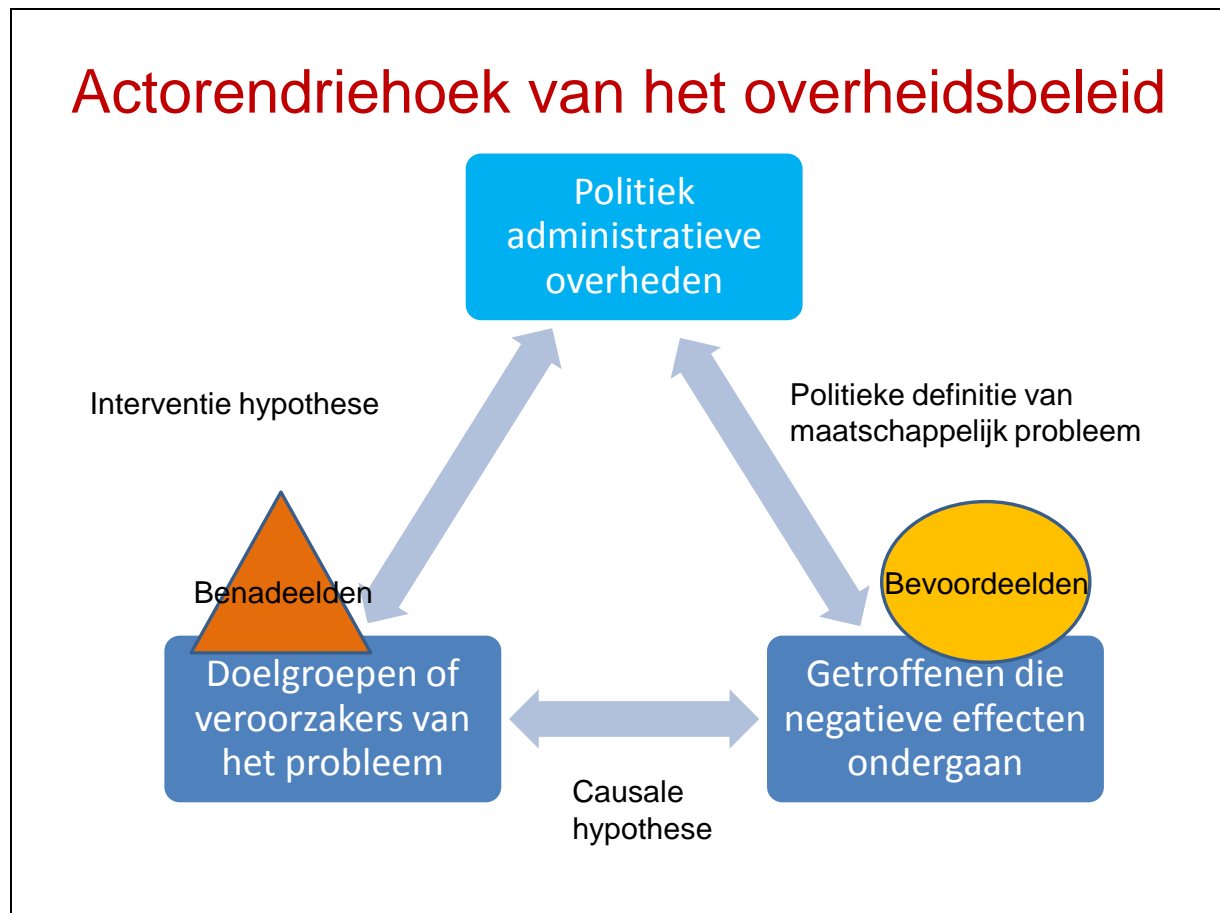 Actorendriehoek van het overheidsbeleid
Politiek
administratieve
overheden
Interventie hypothese
Politieke definitie van
maatschappelijk probleem
Benadeelden
Bevoordeelden
Doelgroepen of
veroorzakers van
het probleem
Getroffenen die
negatieve effecten
ondergaan
Causale
hypothese